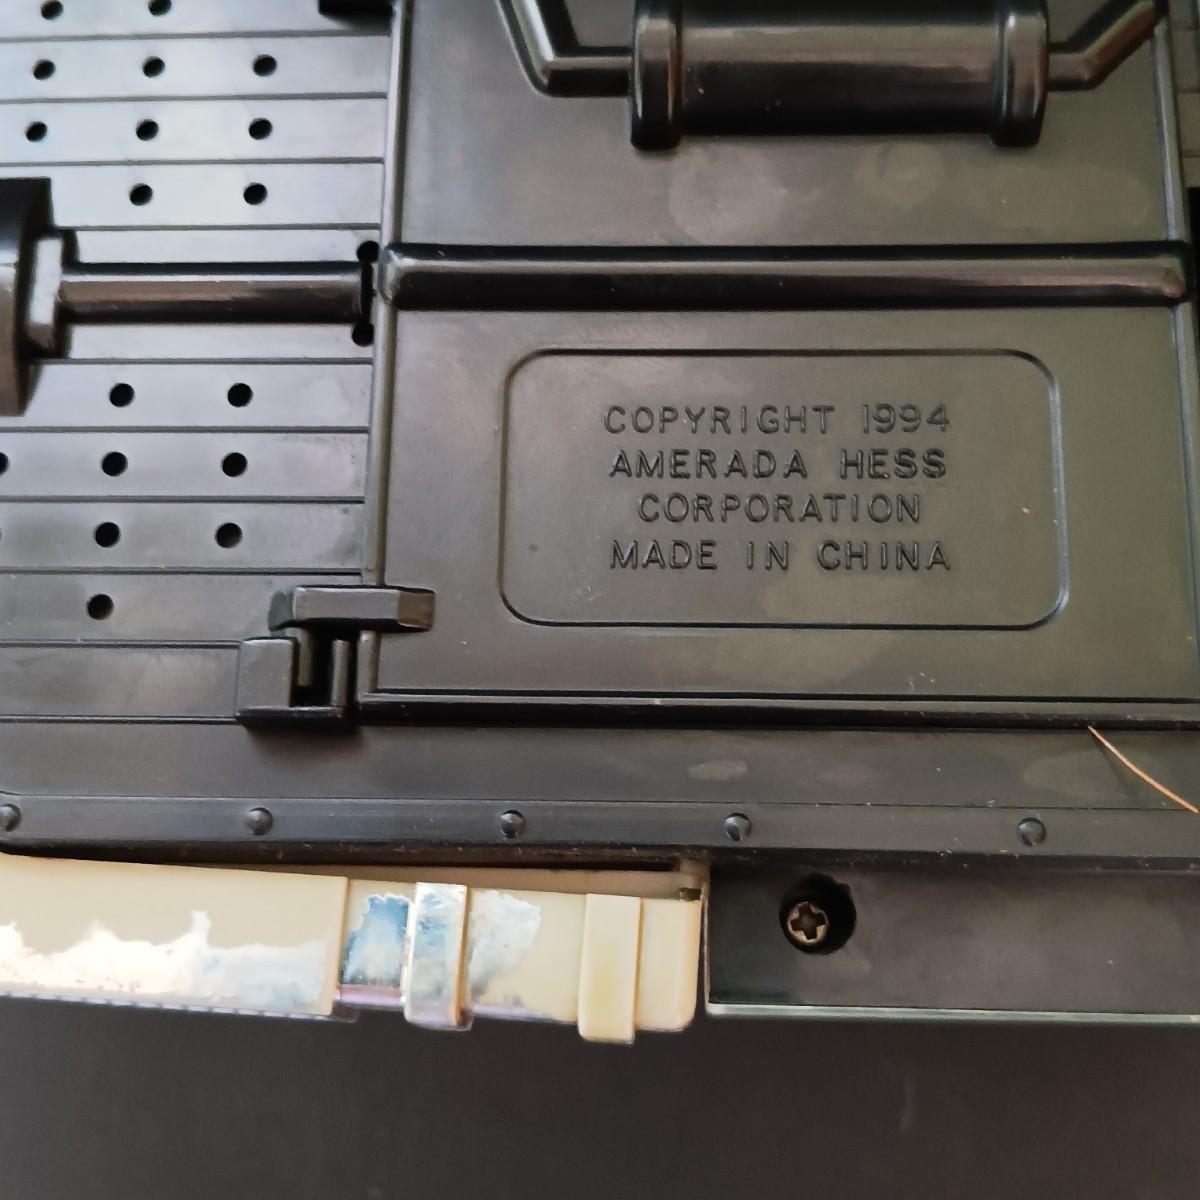 COPYRIGHT 1994
AMERADA HESS
CORPORATION
MADE IN CHINA